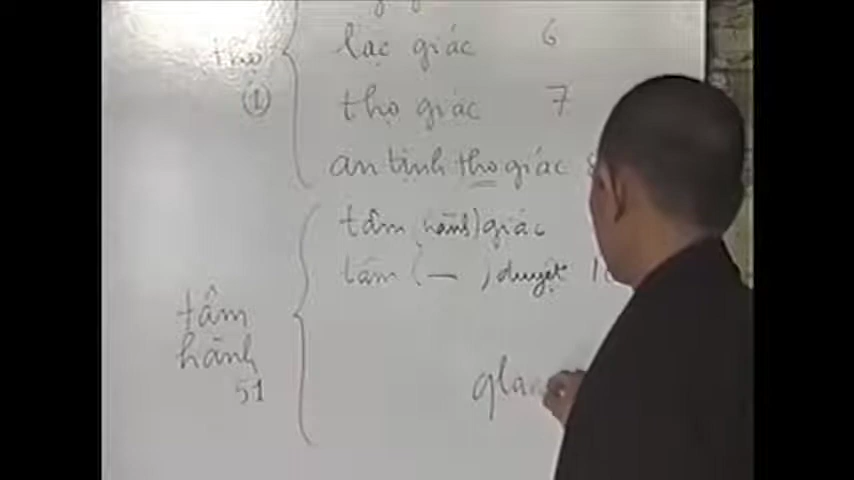 thọ
①
lạc giác 6
thọ giác 7
an tịnh thọ giác
tâm (hành) giác
tâm ( — ) duyệt
tâm
hành
51
glan